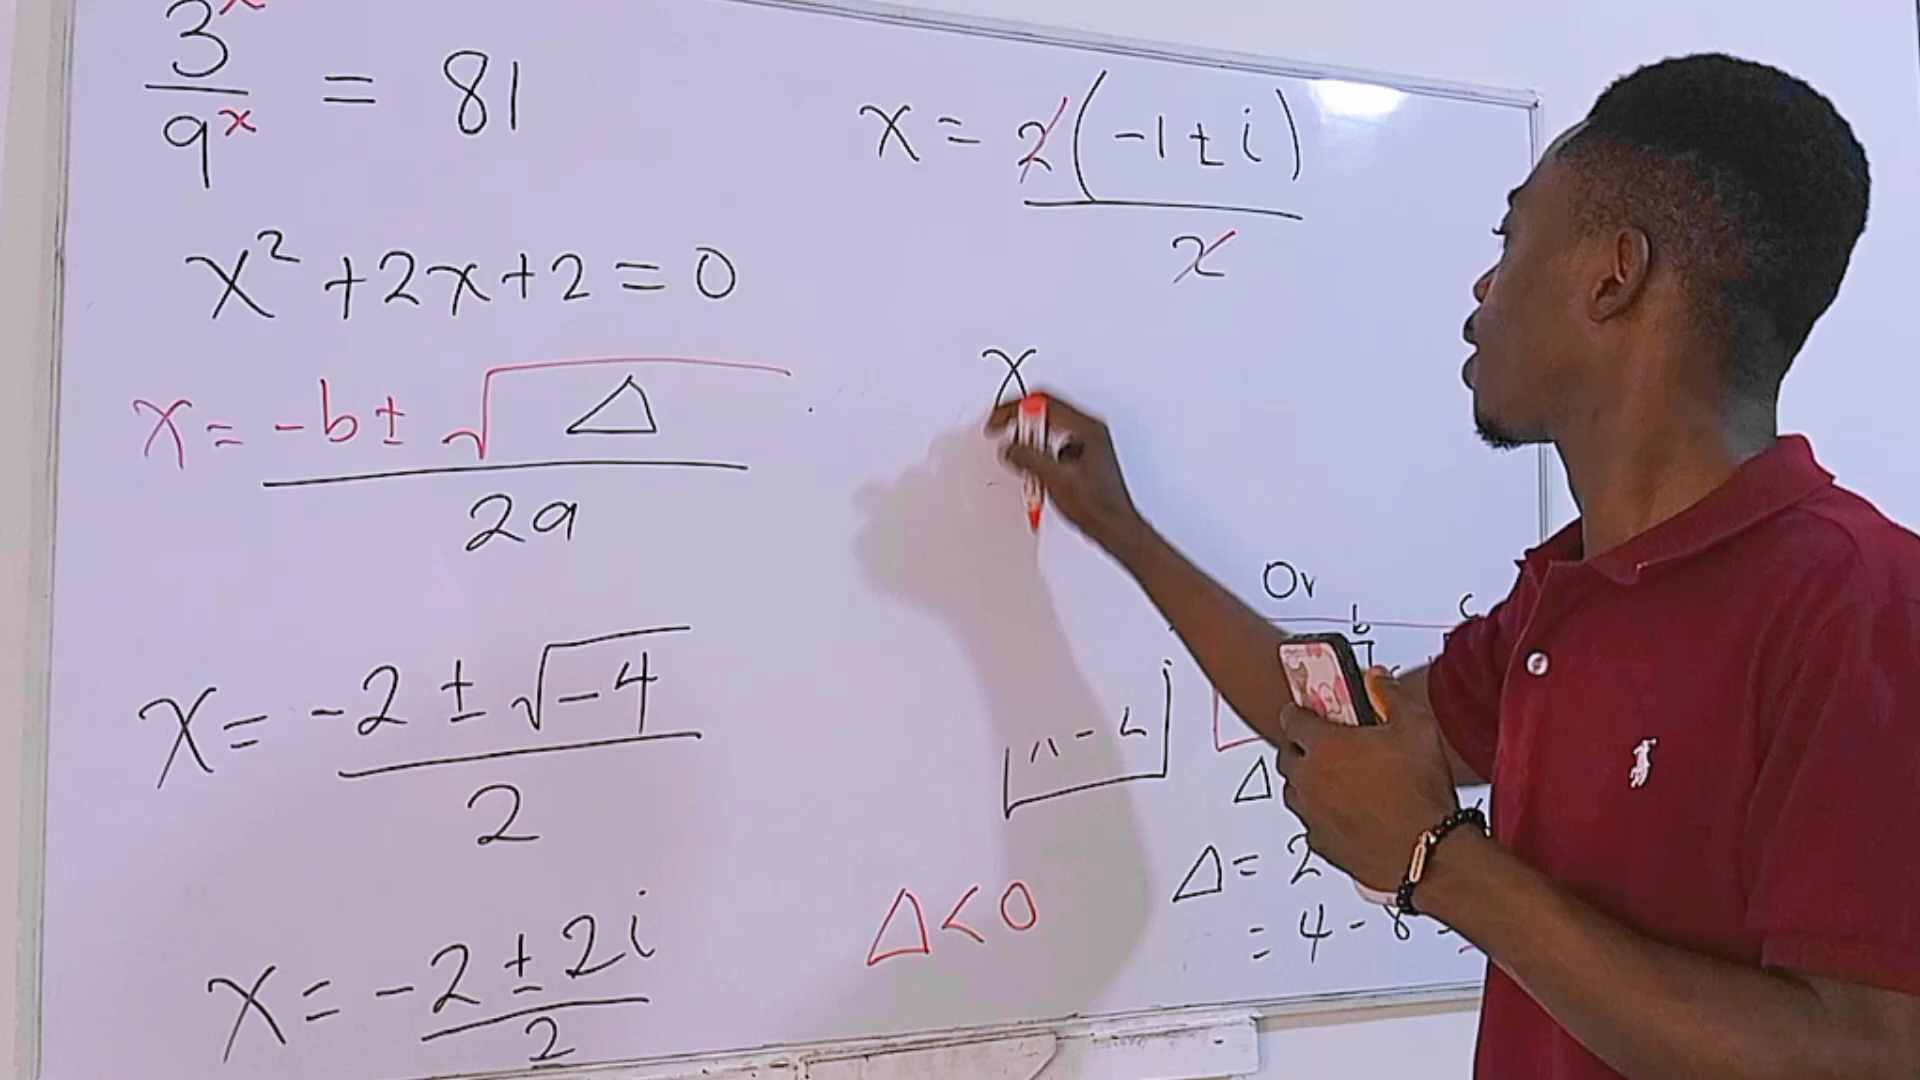 3^x / 9^x = 81
x² + 2x + 2 = 0
x = (-b ± √Δ) / 2a
x = (-2 ± √-4) / 2
x = (-2 ± 2i) / 2
x = 2(-1 ± i) / 2
x
Or
b c
Δ
Δ = 2
= 4 - 8
Δ < 0